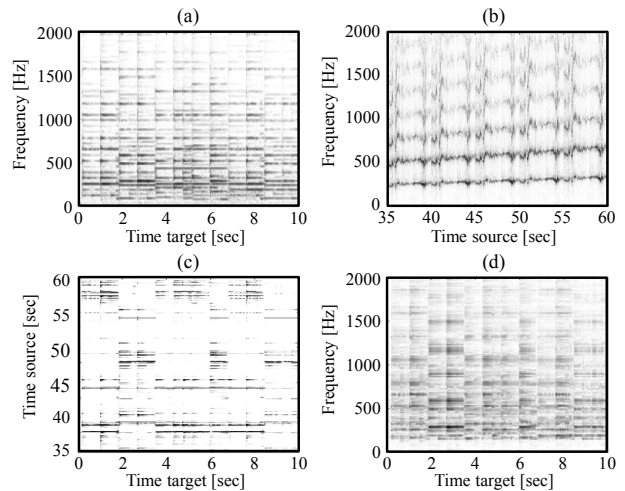 (a)
2000
1500
1000
500
0
Frequency [Hz]
0 2 4 6 8 10
Time target [sec]
(b)
2000
1500
1000
500
0
Frequency [Hz]
35 40 45 50 55 60
Time source [sec]
(c)
60
55
50
45
40
35
Time source [sec]
0 2 4 6 8 10
Time target [sec]
(d)
2000
1500
1000
500
0
Frequency [Hz]
0 2 4 6 8 10
Time target [sec]